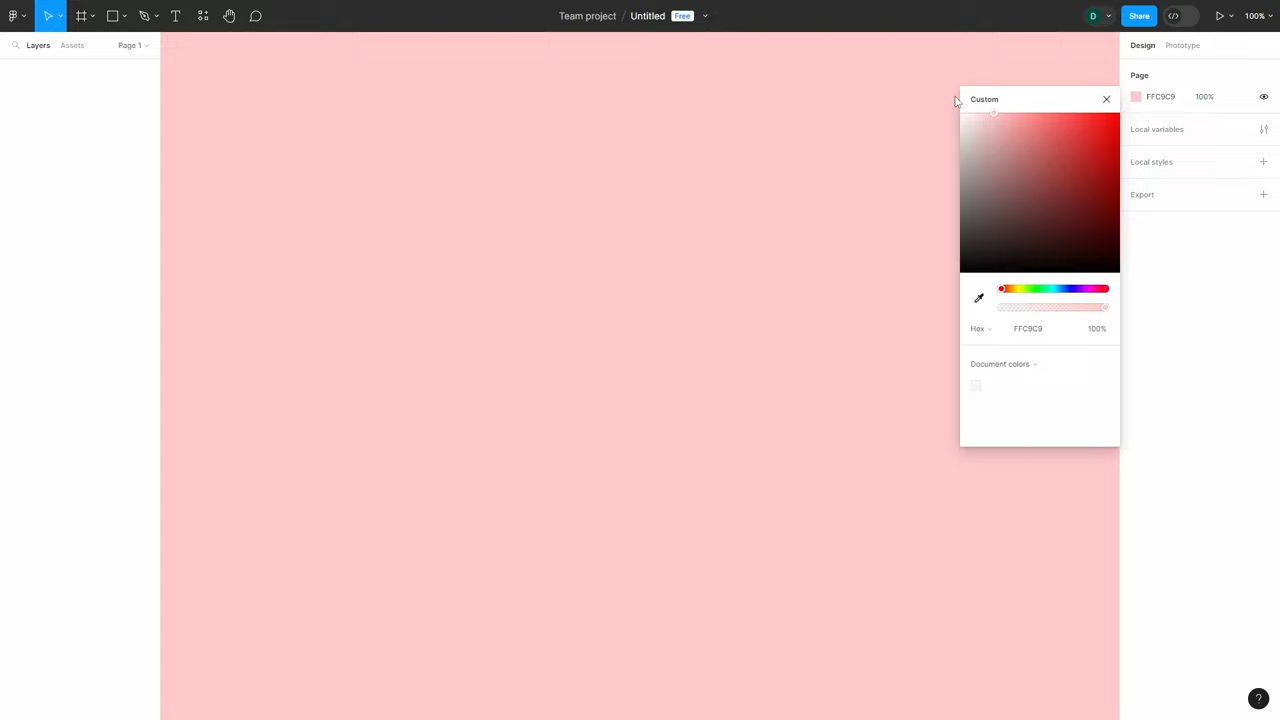 Team project / Untitled Free
D
Share
100%
Layers Assets Page 1
Design Prototype
Page
FFC9C9 100%
Custom
Local variables
Local styles
Export
Hex FFC9C9 100%
Document colors
?